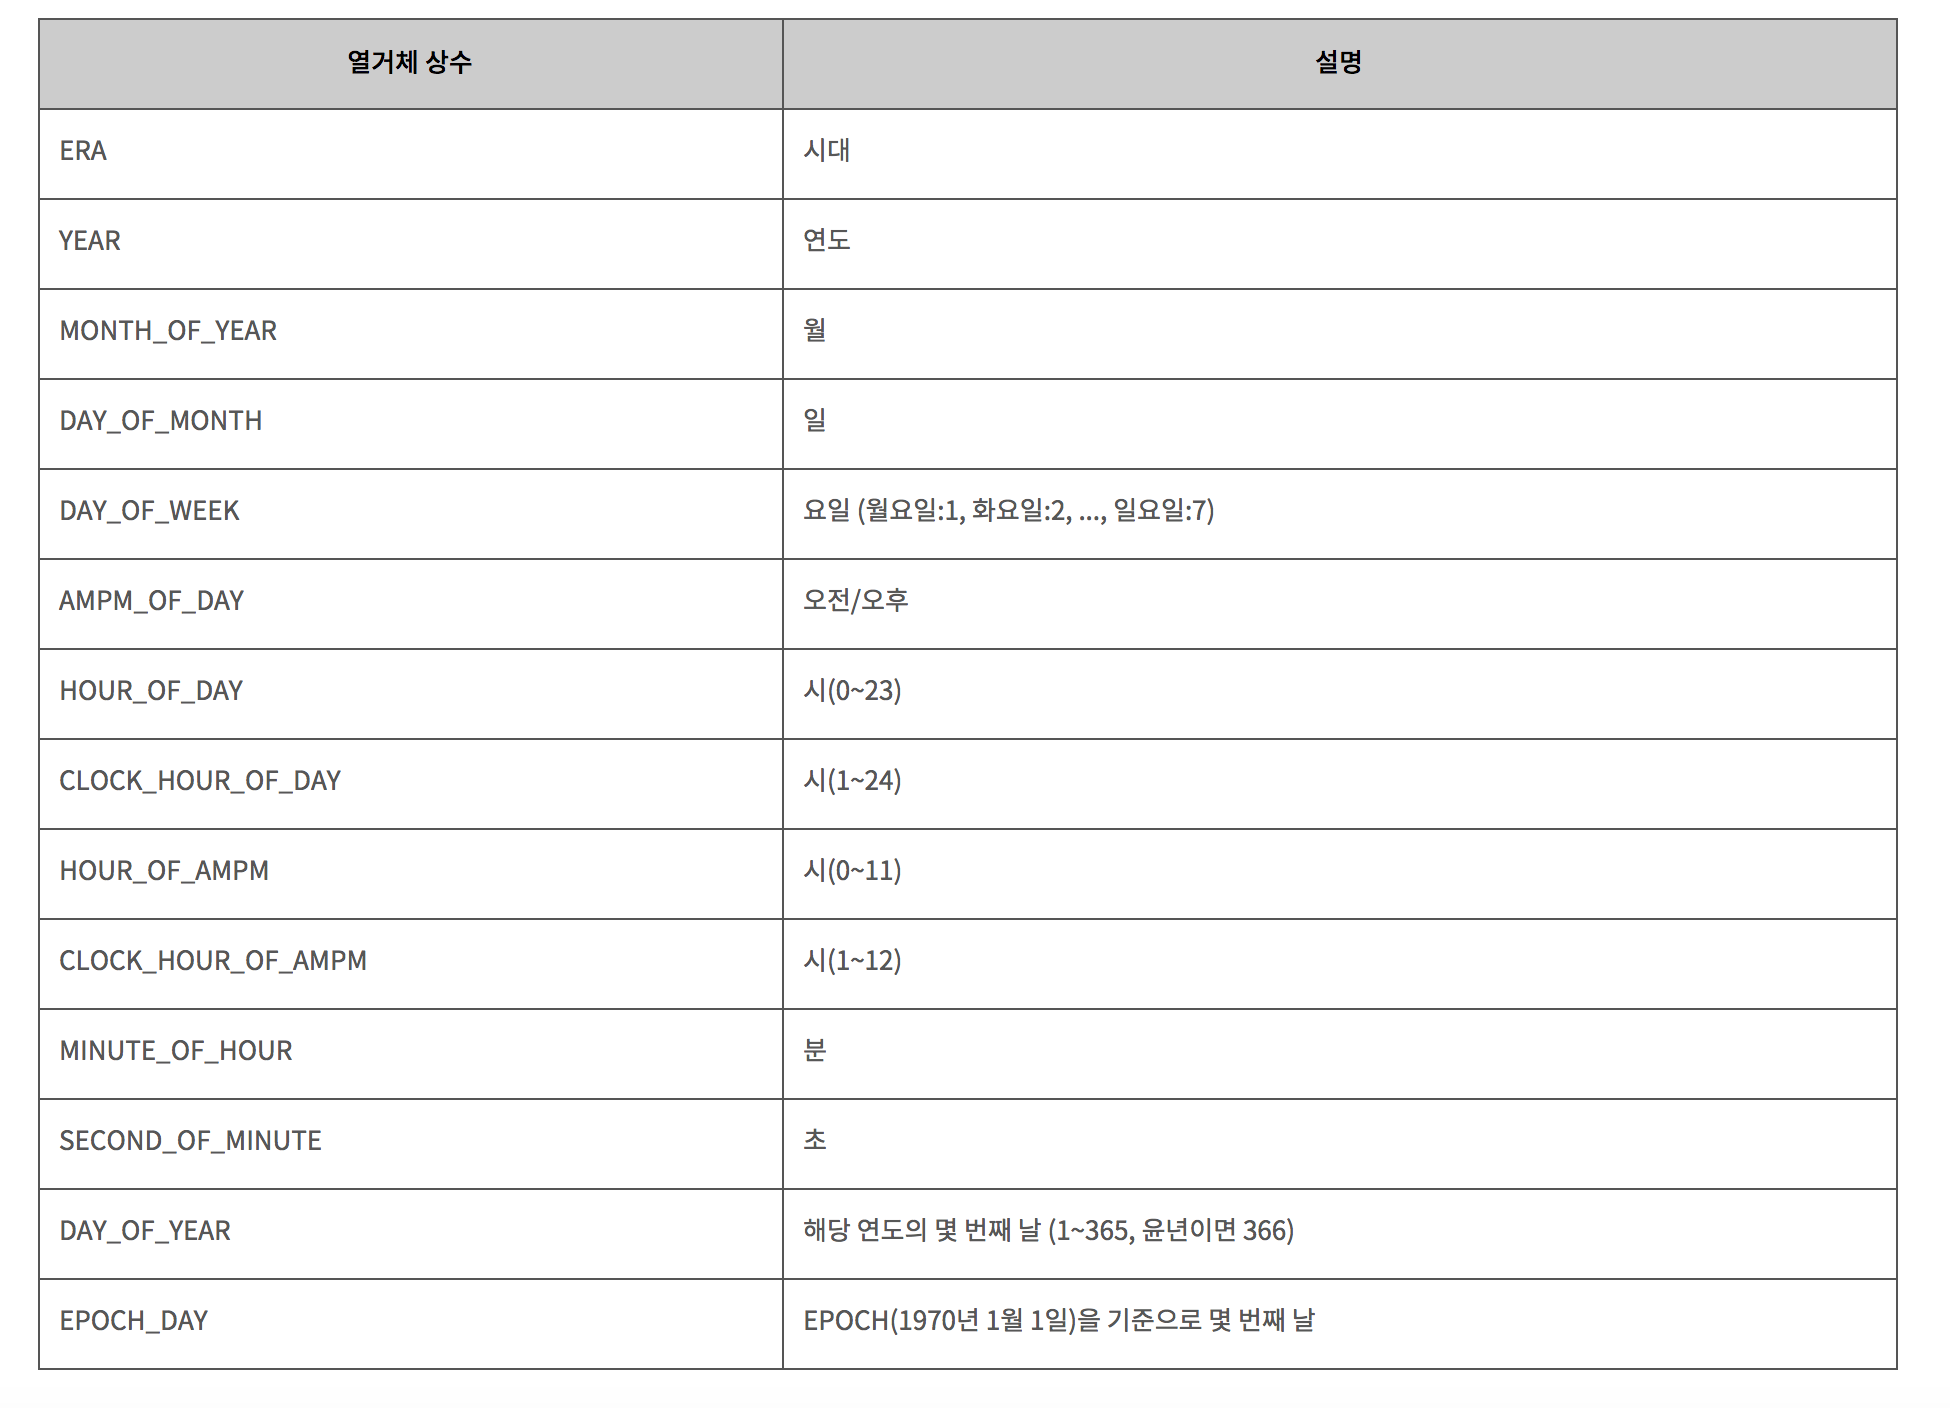 열거체 상수 설명
ERA 시대
YEAR 연도
MONTH_OF_YEAR 월
DAY_OF_MONTH 일
DAY_OF_WEEK 요일 (월요일:1, 화요일:2, ..., 일요일:7)
AMPM_OF_DAY 오전/오후
HOUR_OF_DAY 시(0~23)
CLOCK_HOUR_OF_DAY 시(1~24)
HOUR_OF_AMPM 시(0~11)
CLOCK_HOUR_OF_AMPM 시(1~12)
MINUTE_OF_HOUR 분
SECOND_OF_MINUTE 초
DAY_OF_YEAR 해당 연도의 몇 번째 날 (1~365, 윤년이면 366)
EPOCH_DAY EPOCH(1970년 1월 1일)을 기준으로 몇 번째 날